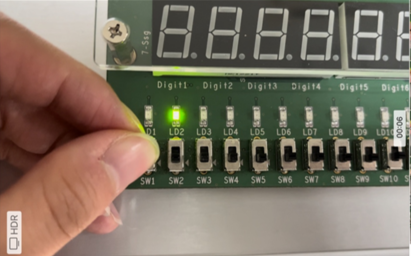 7-Seg
Digit1 Digit2 Digit3 Digit4 Digit5 Digit6
LD2 LD3 LD4 LD5 LD6 LD7 LD8 LD9 LD10
SW1 SW2 SW3 SW4 SW5 SW6 SW7 SW8 SW9 SW10
00:06
HDR